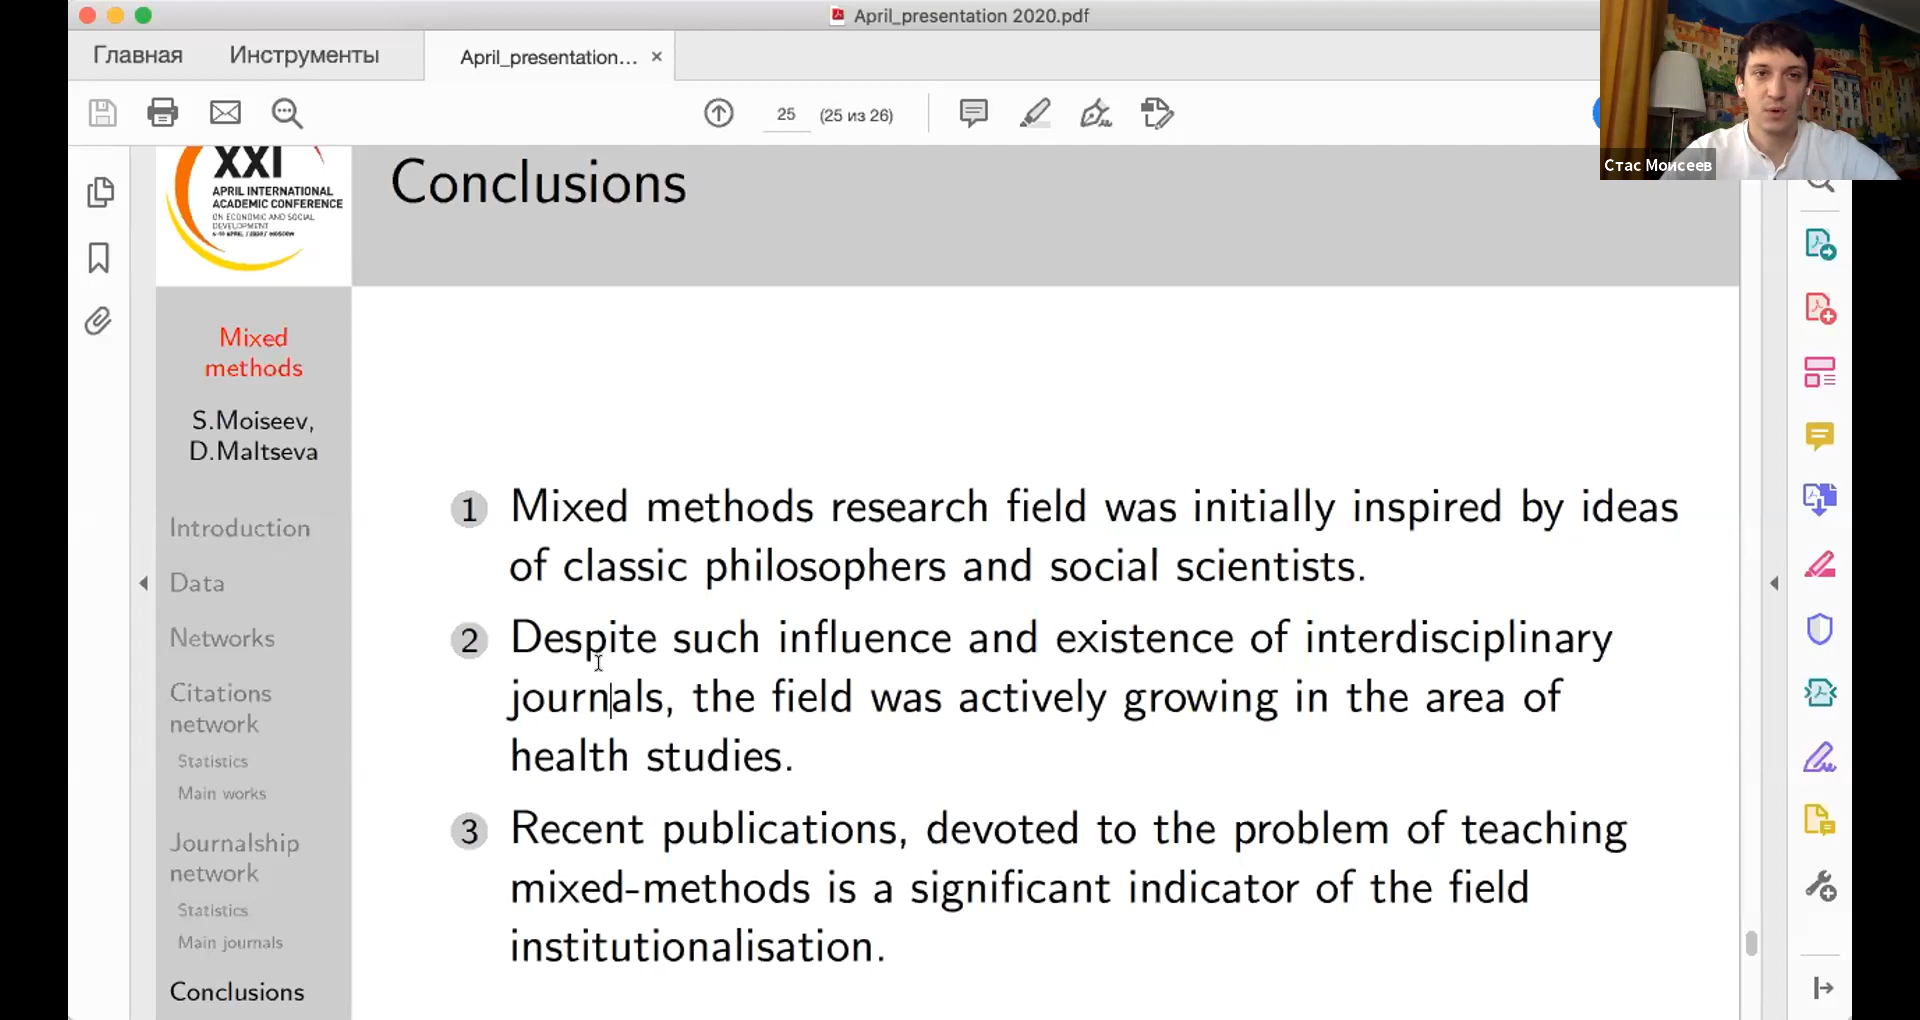 April_presentation 2020.pdf
Главная
Инструменты
April_presentation...
25
(25 из 26)
Стас Моисеев
XXI
APRIL INTERNATIONAL
ACADEMIC CONFERENCE
ON ECONOMIC AND SOCIAL
DEVELOPMENT
Conclusions
Mixed
methods
S.Moiseev,
D.Maltseva
Introduction
Data
Networks
Citations
network
Statistics
Main works
Journalship
network
Statistics
Main journals
Conclusions
1 Mixed methods research field was initially inspired by ideas
of classic philosophers and social scientists.
2 Despite such influence and existence of interdisciplinary
journals, the field was actively growing in the area of
health studies.
3 Recent publications, devoted to the problem of teaching
mixed-methods is a significant indicator of the field
institutionalisation.